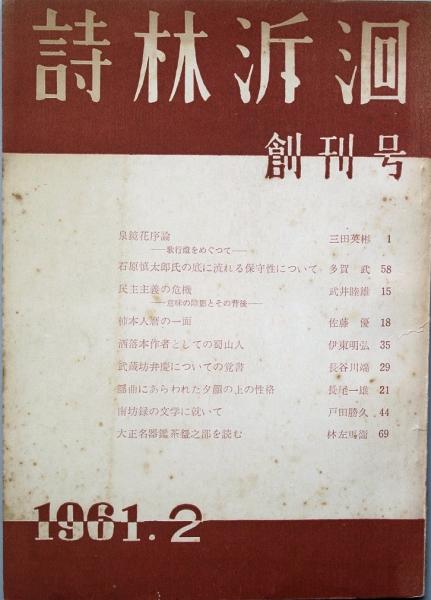 詩林泝洄
創刊号
泉鏡花序論 三田英彬 1
——歌行燈をめぐつて——
石原慎太郎氏の底に流れる保守性について 多賀武 58
民主主義の危機 武井睦雄 15
——意味の陰影とその背後——
柿本人麿の一面 佐藤優 18
洒落本作者としての蜀山人 伊東明弘 35
武蔵坊弁慶についての覚書 長谷川端 29
謡曲にあらわれた夕顔の上の性格 長尾一雄 21
南坊録の文学に就いて 戸田勝久 44
大正名器鑑茶盌之部を読む 林左馬衞 69
1961.2